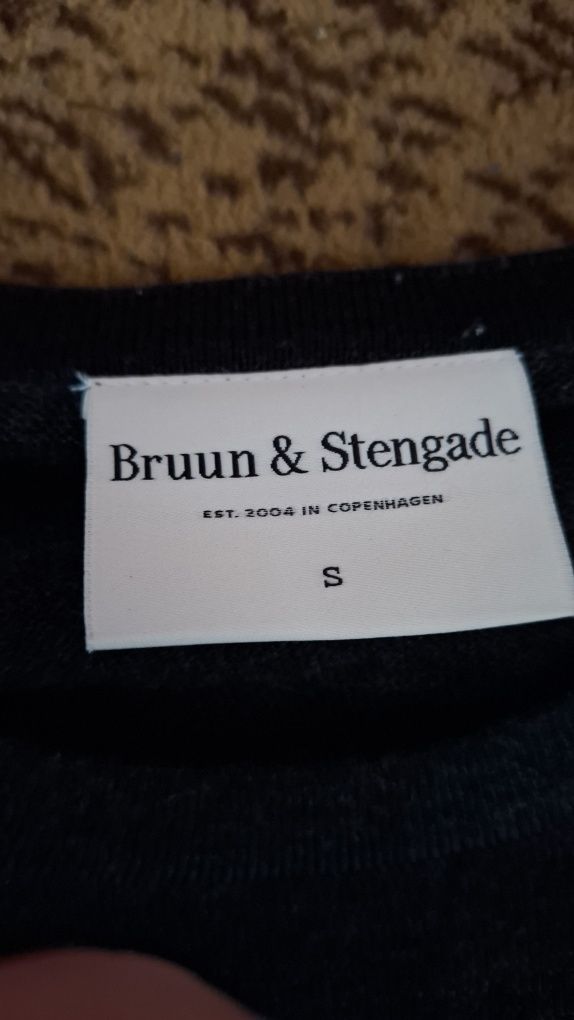 Bruun & Stengade
EST. 2004 IN COPENHAGEN
S